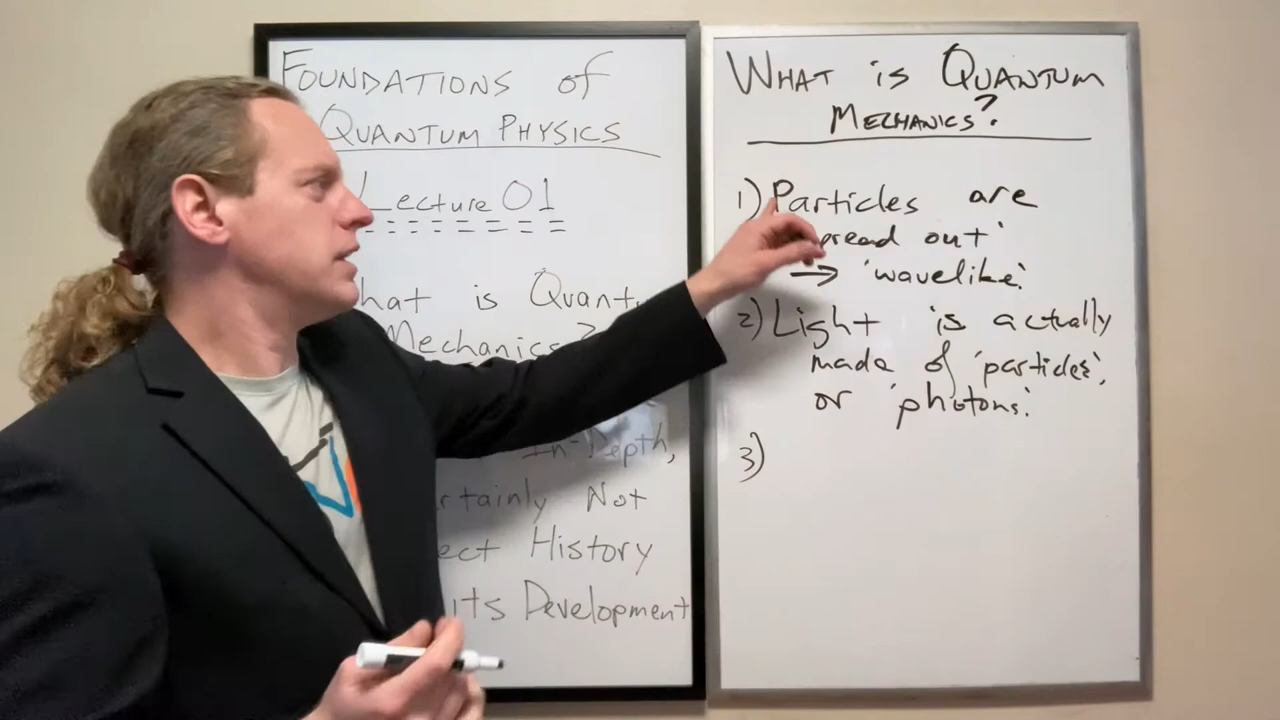 FOUNDATIONS of
QUANTUM PHYSICS
Lecture 01
hat is Quant
Mechanics?
In-Depth,
rtainly Not
ect History
its Development
WHAT is QUANTUM
MECHANICS?
1) Particles are
pread out'
→ 'wavelike'.
2) Light is actually
made of 'particles',
or 'photons'.
3)